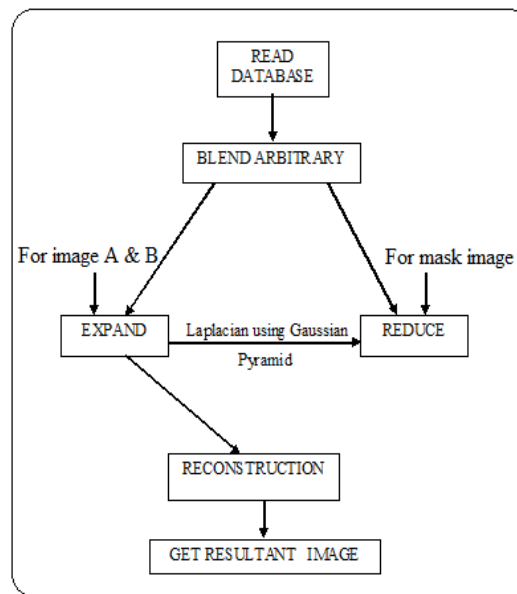 READ
DATABASE
BLEND ARBITRARY
For image A & B
For mask image
EXPAND
Laplacian using Gaussian
Pyramid
REDUCE
RECONSTRUCTION
GET RESULTANT IMAGE